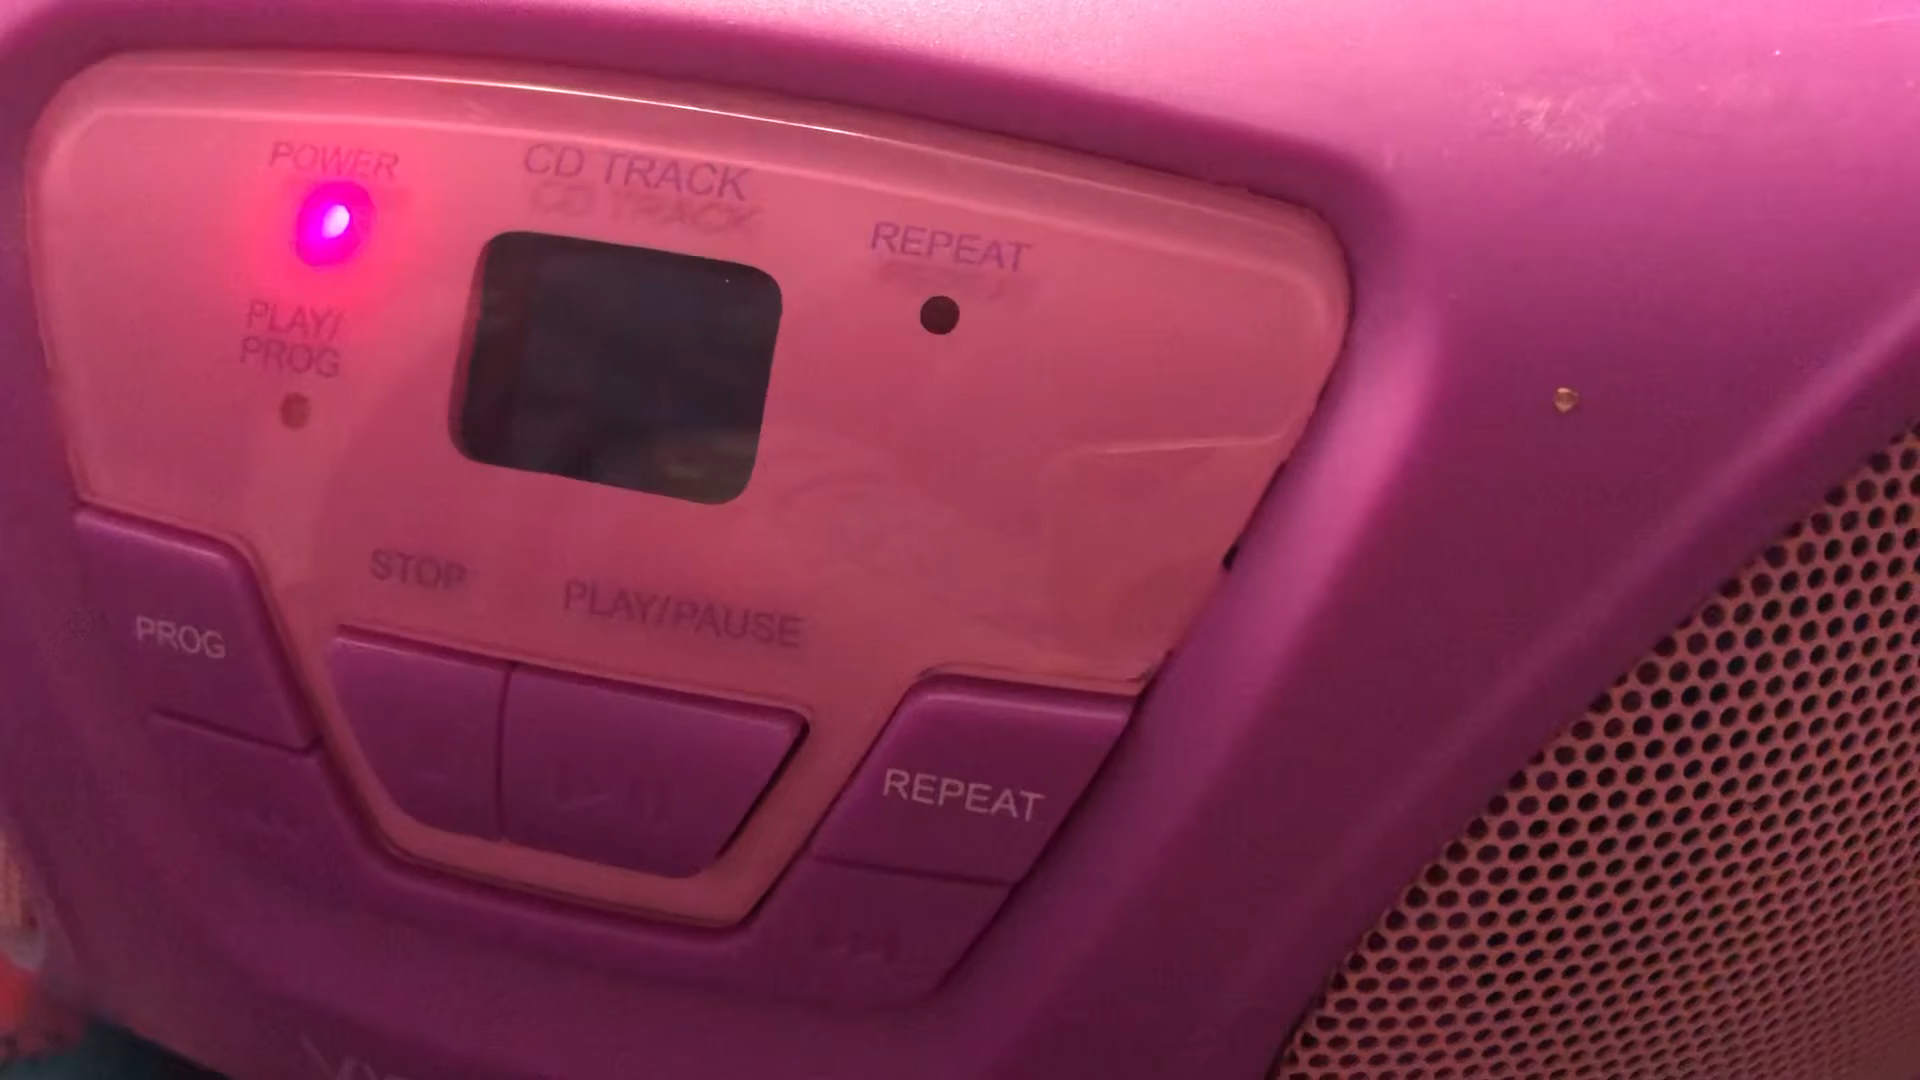 POWER
CD TRACK
REPEAT
PLAY/
PROG
STOP
PLAY/PAUSE
PROG
REPEAT